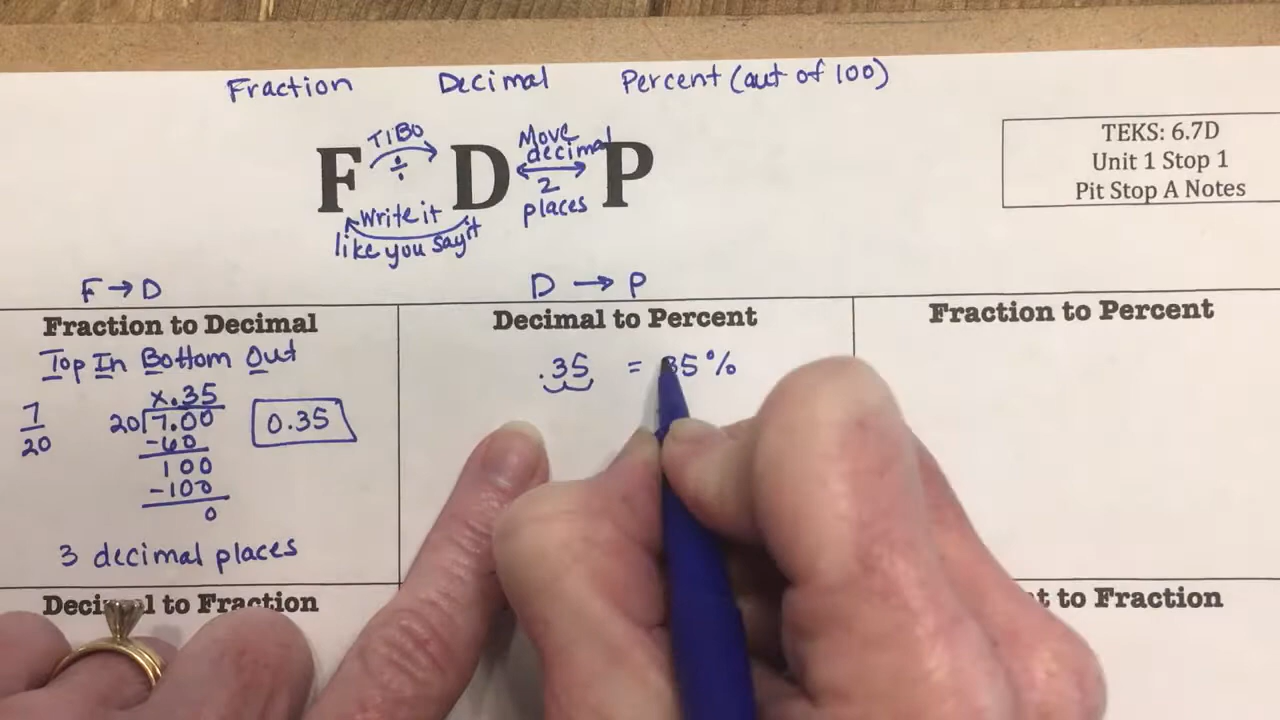 Fraction Decimal Percent (out of 100)
TIBO Move decimal
F ÷ D 2 P
Write it places
like you say it
TEKS: 6.7D
Unit 1 Stop 1
Pit Stop A Notes
F → D
Fraction to Decimal
Top In Bottom Out
7/20
x.35
20 7.00
-60
100
-100
0
0.35
3 decimal places
D → P
Decimal to Percent
.35 = 35%
Fraction to Percent
to Fraction
to Fraction